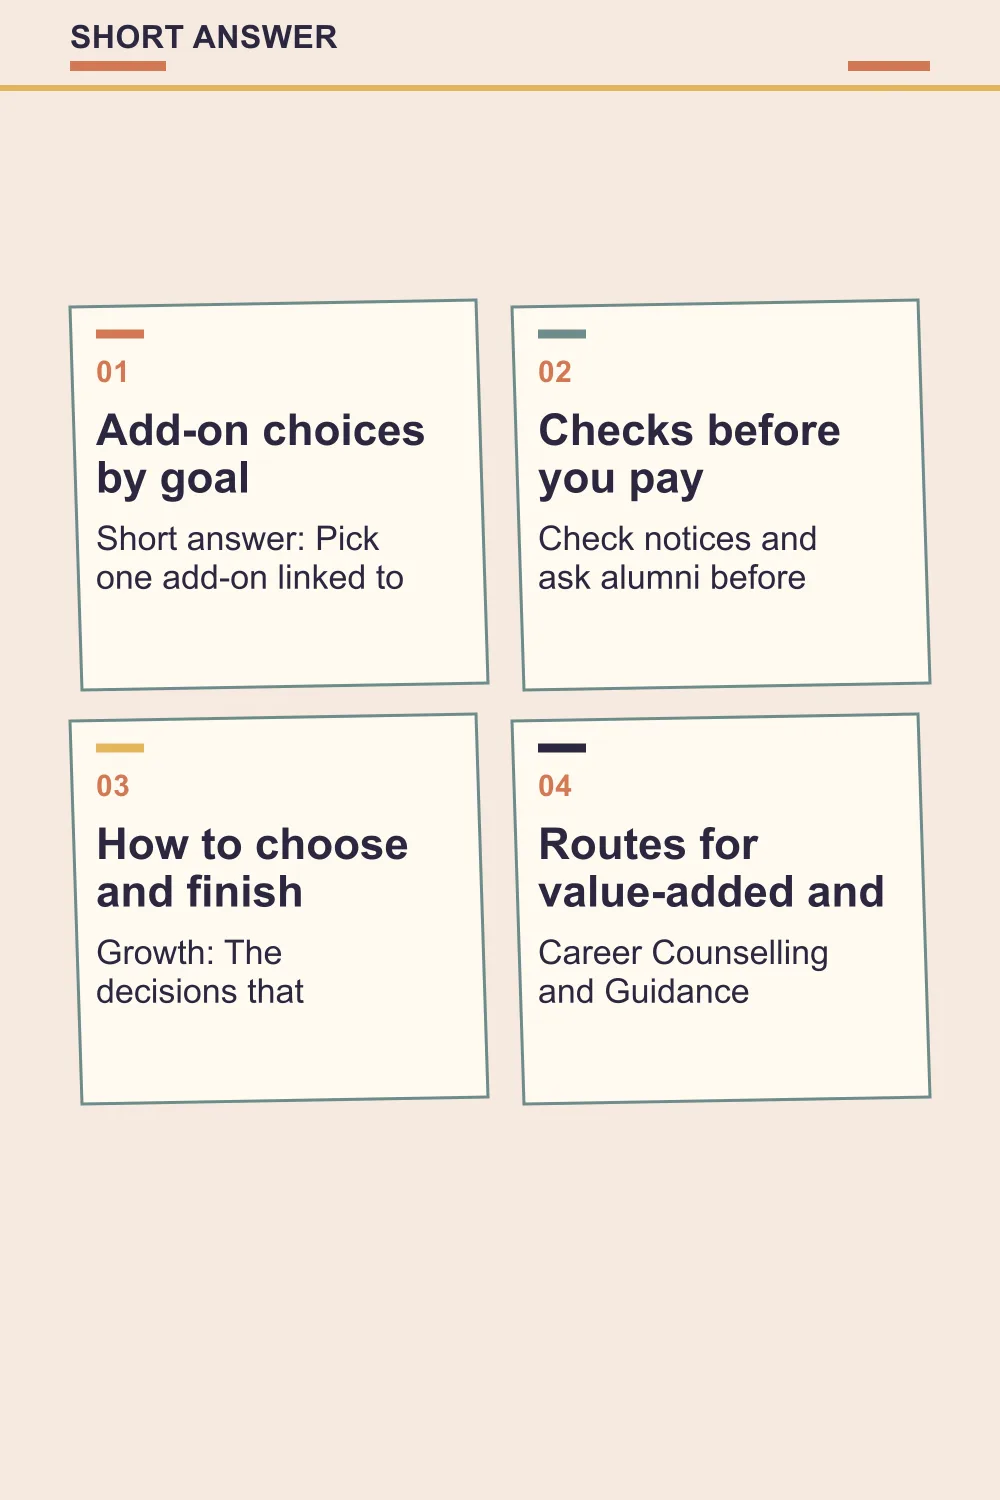 SHORT ANSWER
01
Add-on choices
by goal
Short answer: Pick
one add-on linked to
02
Checks before
you pay
Check notices and
ask alumni before
03
How to choose
and finish
Growth: The
decisions that
04
Routes for
value-added and
Career Counselling
and Guidance